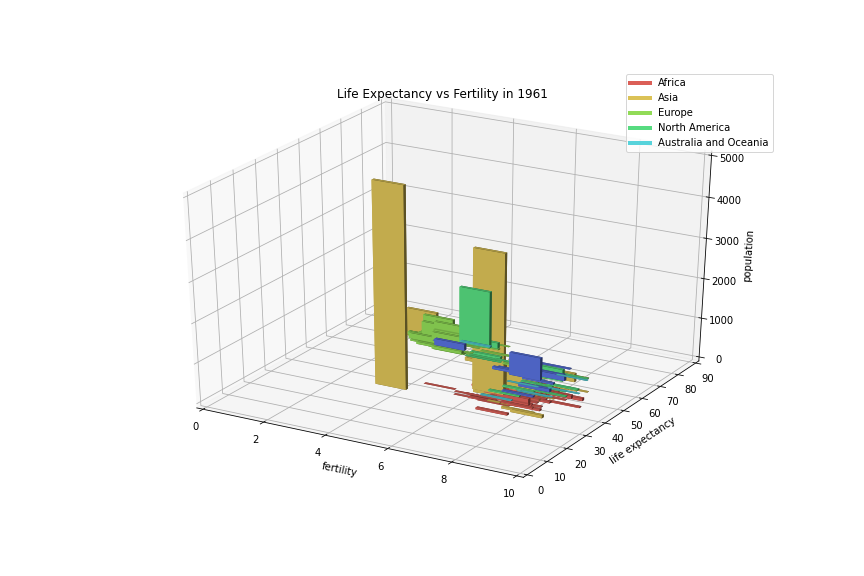 Life Expectancy vs Fertility in 1961
Africa
Asia
Europe
North America
Australia and Oceania
5000
4000
3000
2000
1000
0
population
0
2
4
6
8
10
fertility
0
10
20
30
40
50
60
70
80
90
life expectancy